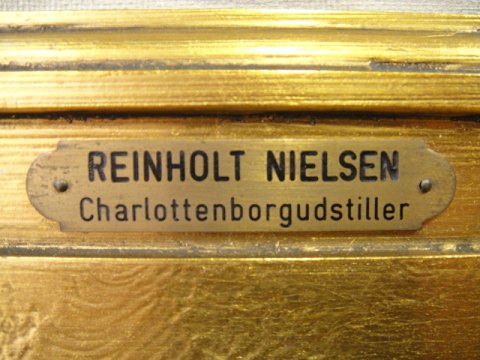 REINHOLT NIELSEN
Charlottenborgudstiller